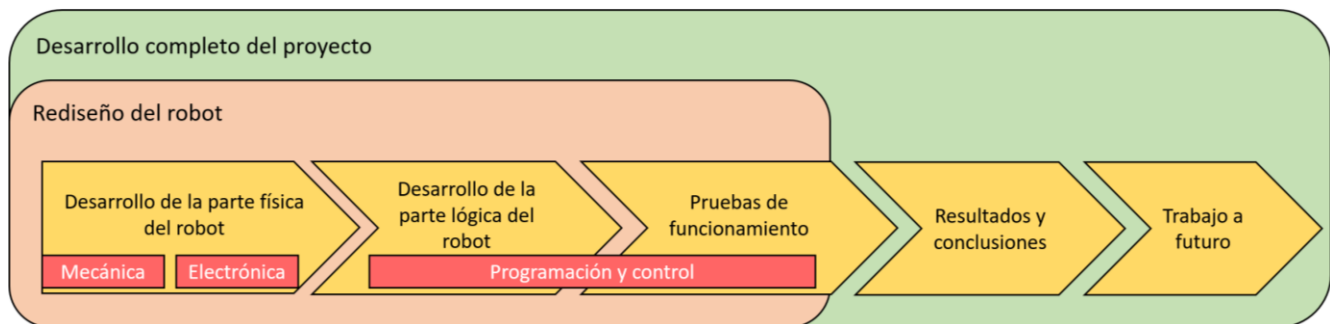 Desarrollo completo del proyecto
Rediseño del robot
Desarrollo de la parte física
del robot
Mecánica
Electrónica
Desarrollo de la
parte lógica del
robot
Pruebas de
funcionamiento
Programación y control
Resultados y
conclusiones
Trabajo a
futuro